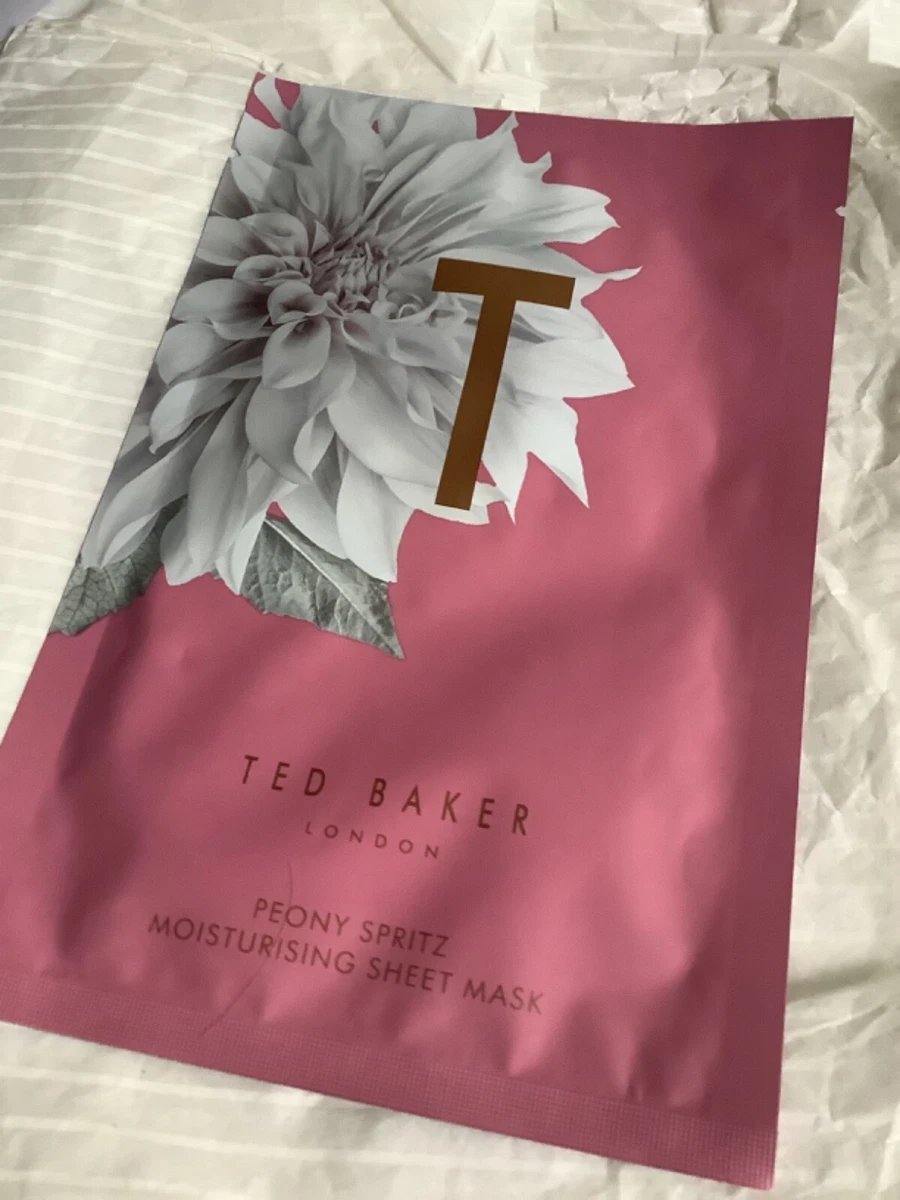 T
TED BAKER
LONDON
PEONY SPRITZ
MOISTURISING SHEET MASK